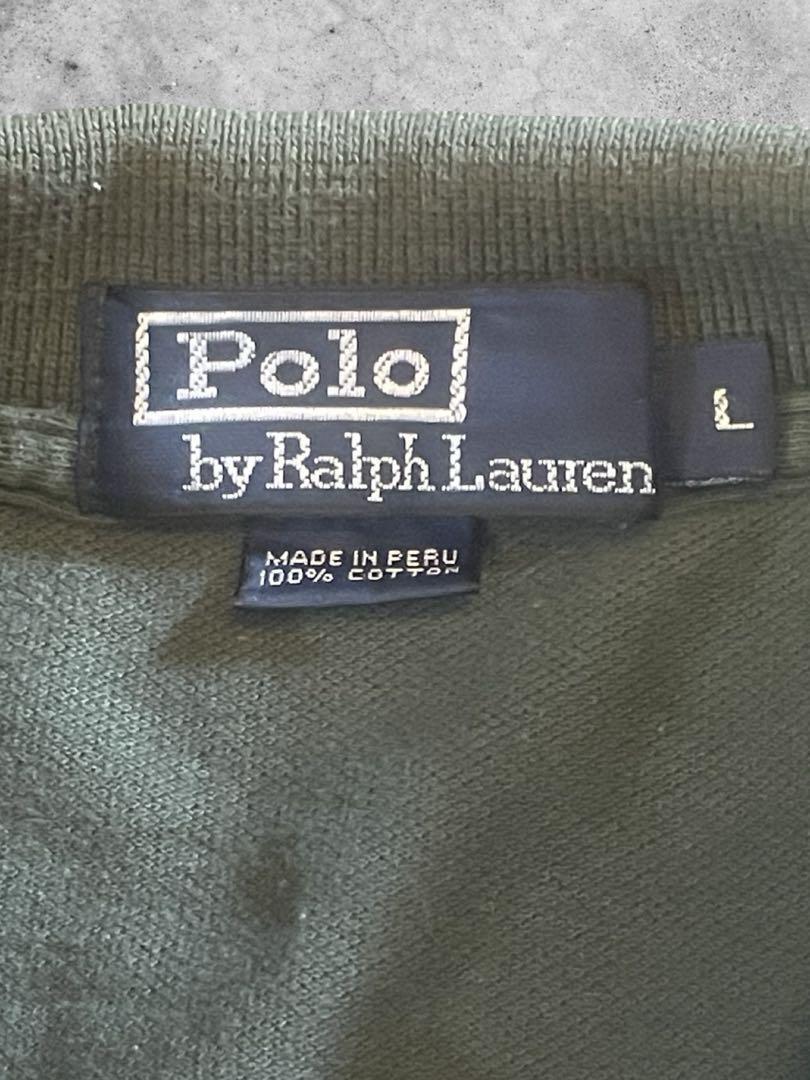 Polo
by Ralph Lauren
L
MADE IN PERU
100% COTTON